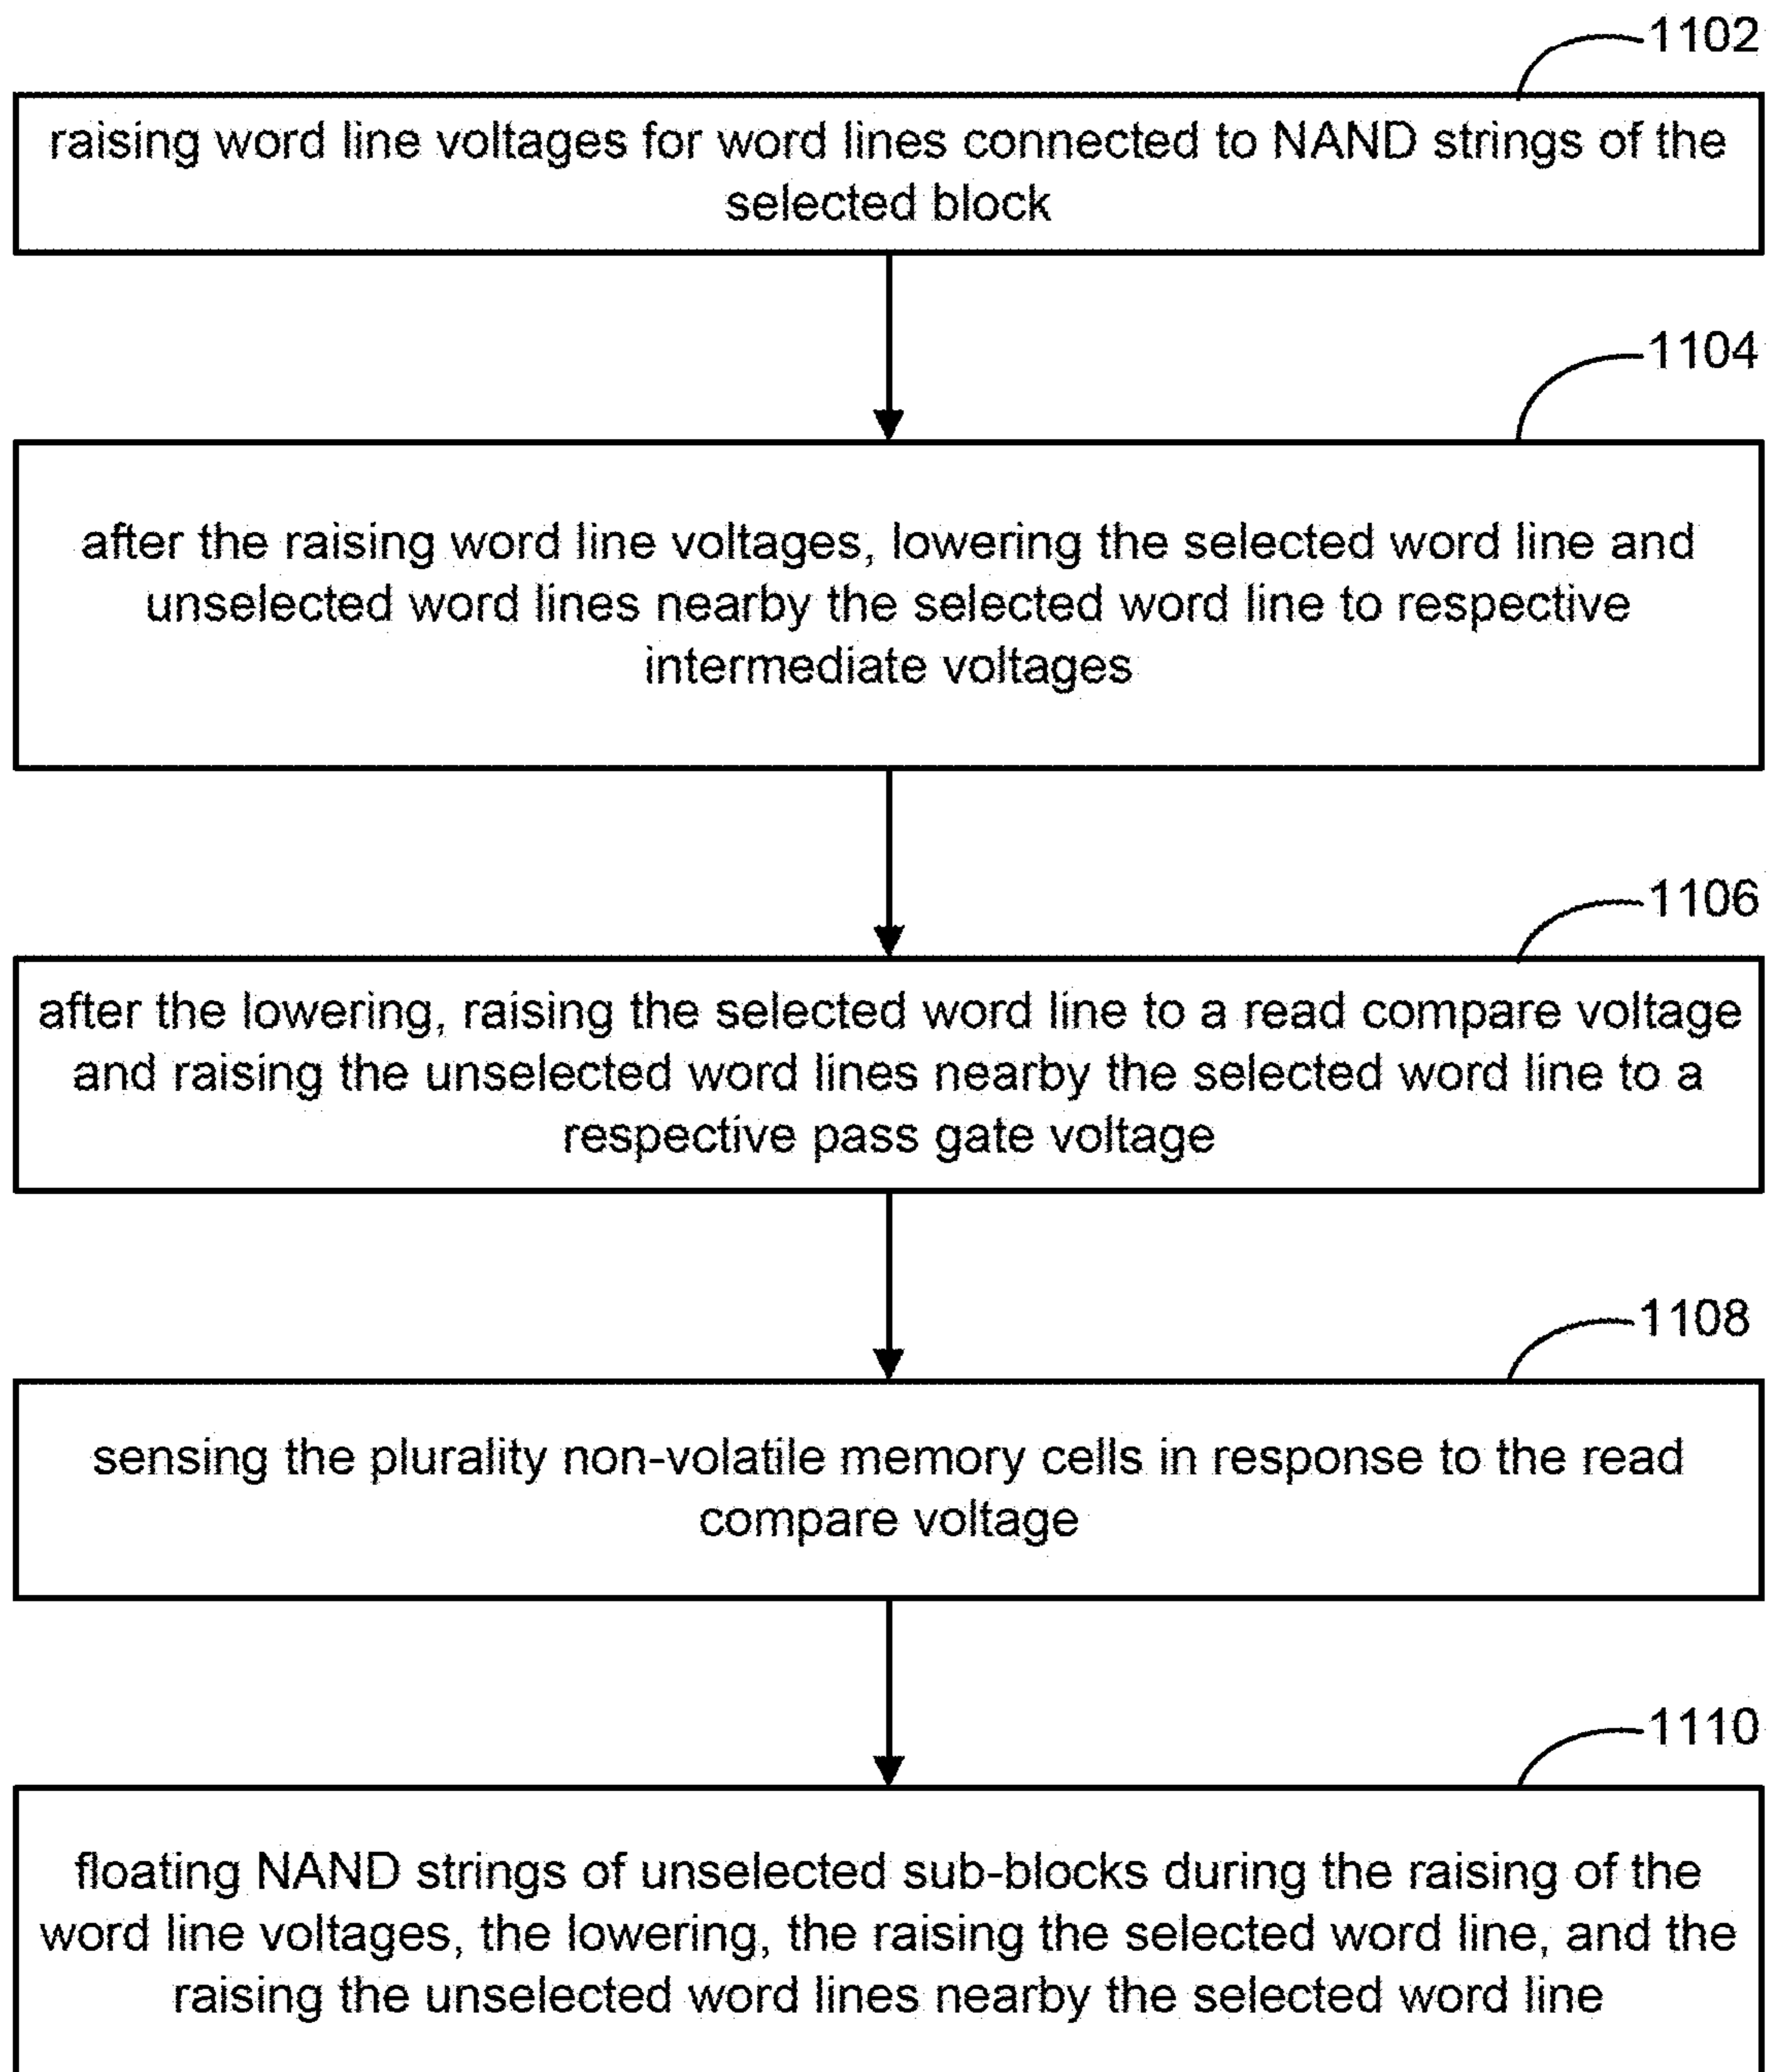 1102
raising word line voltages for word lines connected to NAND strings of the
selected block
1104
after the raising word line voltages, lowering the selected word line and
unselected word lines nearby the selected word line to respective
intermediate voltages
1106
after the lowering, raising the selected word line to a read compare voltage
and raising the unselected word lines nearby the selected word line to a
respective pass gate voltage
1108
sensing the plurality non-volatile memory cells in response to the read
compare voltage
1110
floating NAND strings of unselected sub-blocks during the raising of the
word line voltages, the lowering, the raising the selected word line, and the
raising the unselected word lines nearby the selected word line